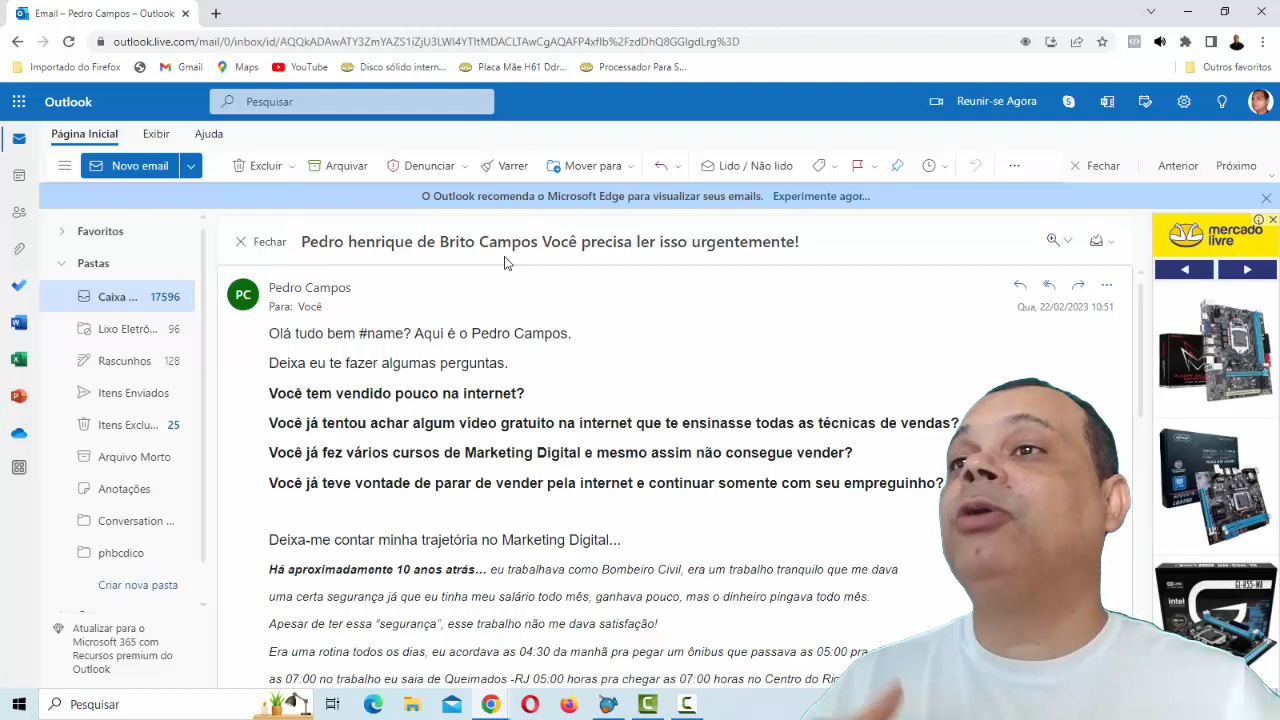 Email – Pedro Campos – Outlook
outlook.live.com/mail/0/inbox/id/AQQkADAwATY3ZmYAZS1iZjU3LWI4YTItMDACLTAwCgAQAFP4xflb%2FzdDhQ8GGlgdLrg%3D
Importado do Firefox
Gmail
Maps
YouTube
Disco sólido intern...
Placa Mãe H61 Ddr...
Processador Para S...
Outros favoritos
Outlook
Pesquisar
Reunir-se Agora
Página Inicial
Exibir
Ajuda
Novo email
Excluir
Arquivar
Denunciar
Varrer
Mover para
Lido / Não lido
Fechar
Anterior
Próximo
O Outlook recomenda o Microsoft Edge para visualizar seus emails. Experimente agor...
Favoritos
Pastas
Caixa ... 17596
Lixo Eletrô... 96
Rascunhos 128
Itens Enviados
Itens Exclu... 25
Arquivo Morto
Anotações
Conversation ...
phbcdico
Criar nova pasta
Atualizar para o
Microsoft 365 com
Recursos premium do
Outlook
Fechar
Pedro henrique de Brito Campos Você precisa ler isso urgentemente!
PC
Pedro Campos
Para: Você
Qua, 22/02/2023 10:51
Olá tudo bem #name? Aqui é o Pedro Campos.
Deixa eu te fazer algumas perguntas.
Você tem vendido pouco na internet?
Você já tentou achar algum vídeo gratuito na internet que te ensinasse todas as técnicas de vendas?
Você já fez vários cursos de Marketing Digital e mesmo assim não consegue vender?
Você já teve vontade de parar de vender pela internet e continuar somente com seu empreguinho?
Deixa-me contar minha trajetória no Marketing Digital...
Há aproximadamente 10 anos atrás… eu trabalhava como Bombeiro Civil, era um trabalho tranquilo que me dava
uma certa segurança já que eu tinha meu salário todo mês, ganhava pouco, mas o dinheiro pingava todo mês.
Apesar de ter essa "segurança", esse trabalho não me dava satisfação!
Era uma rotina todos os dias, eu acordava as 04:30 da manhã pra pegar um ônibus que passava as 05:00 pra
as 07:00 no trabalho eu saia de Queimados -RJ 05:00 horas pra chegar as 07:00 horas no Centro do Rio
mercado
livre
intel
Pesquisar